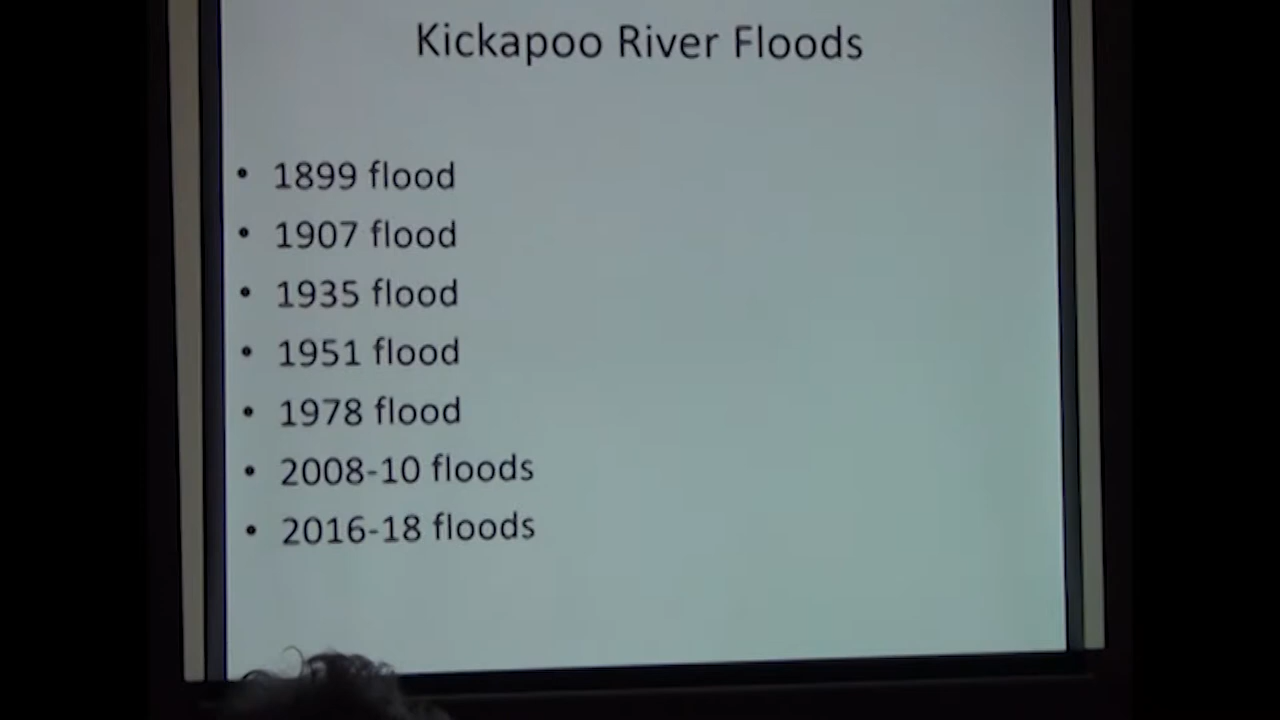 Kickapoo River Floods
• 1899 flood
• 1907 flood
• 1935 flood
• 1951 flood
• 1978 flood
• 2008-10 floods
• 2016-18 floods